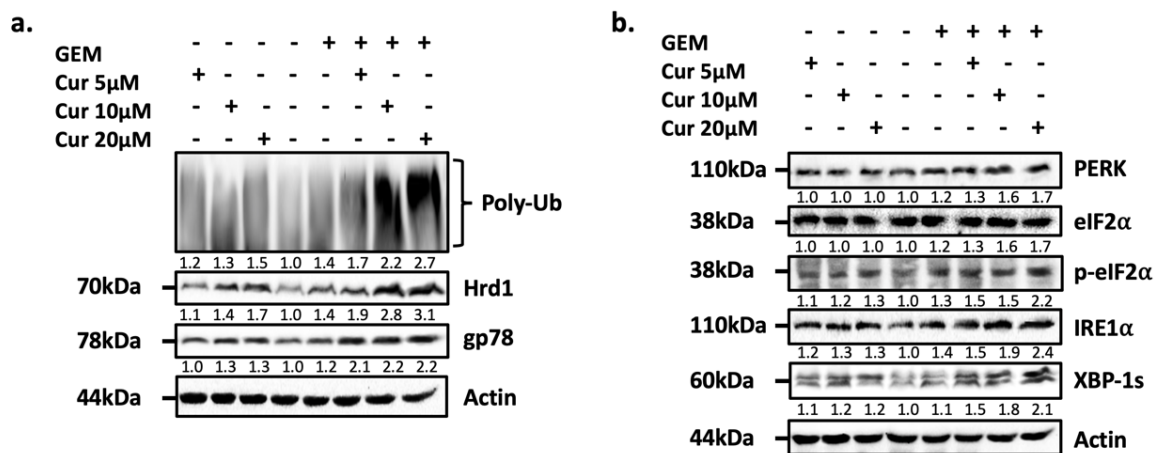 a.
GEM - - - - + + + +
Cur 5μM + - - - - + - -
Cur 10μM - + - - - - + -
Cur 20μM - - + - - - - +
Poly-Ub
1.2 1.3 1.5 1.0 1.4 1.7 2.2 2.7
70kDa Hrd1
1.1 1.4 1.7 1.0 1.4 1.9 2.8 3.1
78kDa gp78
1.0 1.3 1.3 1.0 1.2 2.1 2.2 2.2
44kDa Actin
b.
GEM - - - - + + + +
Cur 5μM + - - - - + - -
Cur 10μM - + - - - - + -
Cur 20μM - - + - - - - +
110kDa PERK
1.0 1.0 1.0 1.0 1.2 1.3 1.6 1.7
38kDa eIF2α
1.0 1.0 1.0 1.0 1.2 1.3 1.6 1.7
38kDa p-eIF2α
1.1 1.2 1.3 1.0 1.3 1.5 1.5 2.2
110kDa IRE1α
1.2 1.3 1.3 1.0 1.4 1.5 1.9 2.4
60kDa XBP-1s
1.1 1.2 1.2 1.0 1.1 1.5 1.8 2.1
44kDa Actin